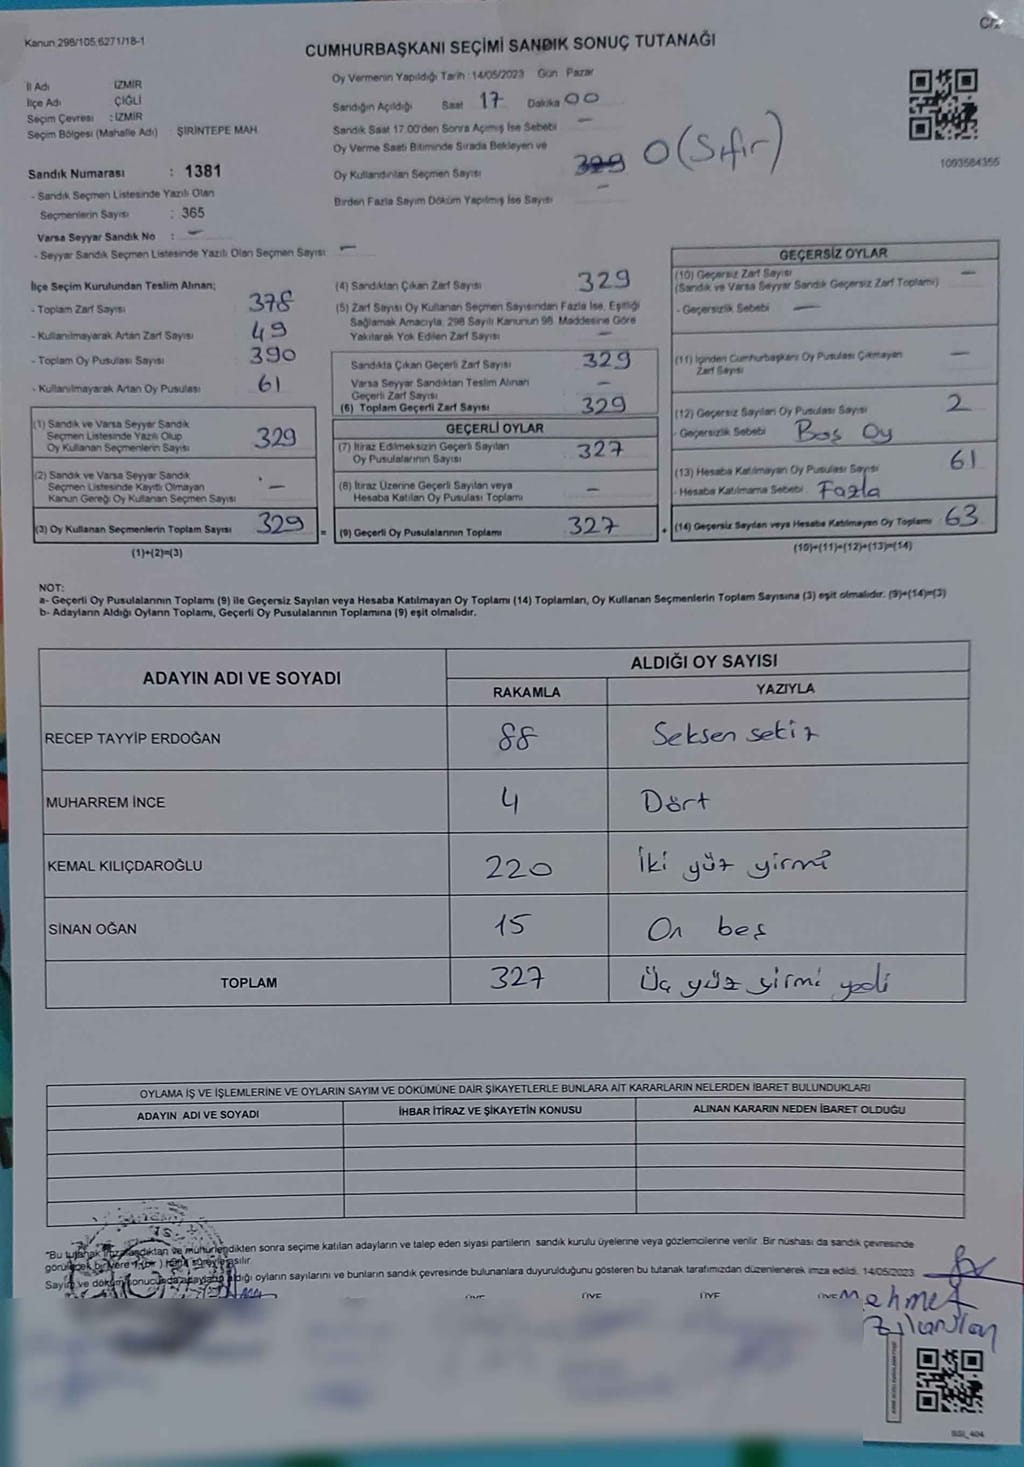 Kanun 298/105 6271/18-1
CUMHURBAŞKANI SEÇİMİ SANDIK SONUÇ TUTANAĞI
İl Adı İZMİR
İlçe Adı ÇİĞLİ
Seçim Çevresi : İZMİR
Seçim Bölgesi (Mahalle Adı) : ŞİRİNTEPE MAH.
Sandık Numarası : 1381
- Sandık Seçmen Listesinde Yazılı Olan
Seçmenlerin Sayısı : 365
Varsa Seyyar Sandık No : -
- Seyyar Sandık Seçmen Listesinde Yazılı Olan Seçmen Sayısı -
Oy Vermenin Yapıldığı Tarih : 14/05/2023 Gün Pazar
Sandığın Açıldığı Saat 17 Dakika 00
Sandık Saat 17.00'den Sonra Açılmış İse Sebebi -
Oy Verme Saati Bitiminde Sırada Bekleyen ve
Oy Kullandırılan Seçmen Sayısı 329 0 (Sıfır)
Birden Fazla Sayım Döküm Yapılmış İse Sayısı -
1093584355
İlçe Seçim Kurulundan Teslim Alınan;
- Toplam Zarf Sayısı 378
- Kullanılmayarak Artan Zarf Sayısı 49
- Toplam Oy Pusulası Sayısı 390
- Kullanılmayarak Artan Oy Pusulası 61
(1) Sandık ve Varsa Seyyar Sandık
Seçmen Listesinde Yazılı Olup
Oy Kullanan Seçmenlerin Sayısı 329
(2) Sandık ve Varsa Seyyar Sandık
Seçmen Listesinde Kayıtlı Olmayan
Kanun Gereği Oy Kullanan Seçmen Sayısı -
(3) Oy Kullanan Seçmenlerin Toplam Sayısı 329 =
(1)+(2)=(3)
(4) Sandıktan Çıkan Zarf Sayısı 329
(5) Zarf Sayısı Oy Kullanan Seçmen Sayısından Fazla İse, Eşitliği
Sağlamak Amacıyla, 298 Sayılı Kanunun 98. Maddesine Göre
Yakılarak Yok Edilen Zarf Sayısı -
Sandıkta Çıkan Geçerli Zarf Sayısı 329
Varsa Seyyar Sandıktan Teslim Alınan
Geçerli Zarf Sayısı -
(6) Toplam Geçerli Zarf Sayısı 329
GEÇERLİ OYLAR
(7) İtiraz Edilmeksizin Geçerli Sayılan
Oy Pusulalarının Sayısı 327
(8) İtiraz Üzerine Geçerli Sayılan veya
Hesaba Katılan Oy Pusulası Toplamı -
(9) Geçerli Oy Pusulalarının Toplamı 327 +
GEÇERSİZ OYLAR
(10) Geçersiz Zarf Sayısı
(Sandık ve Varsa Seyyar Sandık Geçersiz Zarf Toplamı) -
- Geçersizlik Sebebi -
(11) İçinden Cumhurbaşkanı Oy Pusulası Çıkmayan
Zarf Sayısı -
(12) Geçersiz Sayılan Oy Pusulası Sayısı 2
- Geçersizlik Sebebi Boş Oy
(13) Hesaba Katılmayan Oy Pusulası Sayısı 61
- Hesaba Katılmama Sebebi Fazla
(14) Geçersiz Sayılan veya Hesaba Katılmayan Oy Toplamı 63
(10)+(11)+(12)+(13)=(14)
NOT:
a- Geçerli Oy Pusulalarının Toplamı (9) ile Geçersiz Sayılan veya Hesaba Katılmayan Oy Toplamı (14) Toplamları, Oy Kullanan Seçmenlerin Toplam Sayısına (3) eşit olmalıdır. (9)+(14)=(3)
b- Adayların Aldığı Oyların Toplamı, Geçerli Oy Pusulalarının Toplamına (9) eşit olmalıdır.
ADAYIN ADI VE SOYADI ALDIĞI OY SAYISI
RAKAMLA YAZIYLA
RECEP TAYYİP ERDOĞAN 88 Seksen sekiz
MUHARREM İNCE 4 Dört
KEMAL KILIÇDAROĞLU 220 İki yüz yirmi
SİNAN OĞAN 15 On beş
TOPLAM 327 Üç yüz yirmi yedi
OYLAMA İŞ VE İŞLEMLERİNE VE OYLARIN SAYIM VE DÖKÜMÜNE DAİR ŞİKAYETLERLE BUNLARA AİT KARARLARIN NELERDEN İBARET BULUNDUKLARI
ADAYIN ADI VE SOYADI İHBAR İTİRAZ VE ŞİKAYETİN KONUSU ALINAN KARARIN NEDEN İBARET OLDUĞU
"Bu tutanak imzalandıktan ve mühürlendikten sonra seçime katılan adayların ve talep eden siyasi partilerin sandık kurulu üyelerine veya gözlemcilerine verilir. Bir nüshası da sandık çevresinde
görülecek bir yere 1 (bir) hafta süreyle asılır.
Sayım ve döküm sonucunda adayların aldığı oyların sayılarını ve bunların sandık çevresinde bulunanlara duyurulduğunu gösteren bu tutanak tarafımızdan düzenlenerek imza edildi. 14/05/2023
ÜYE ÜYE ÜYE ÜYE
Mehmet